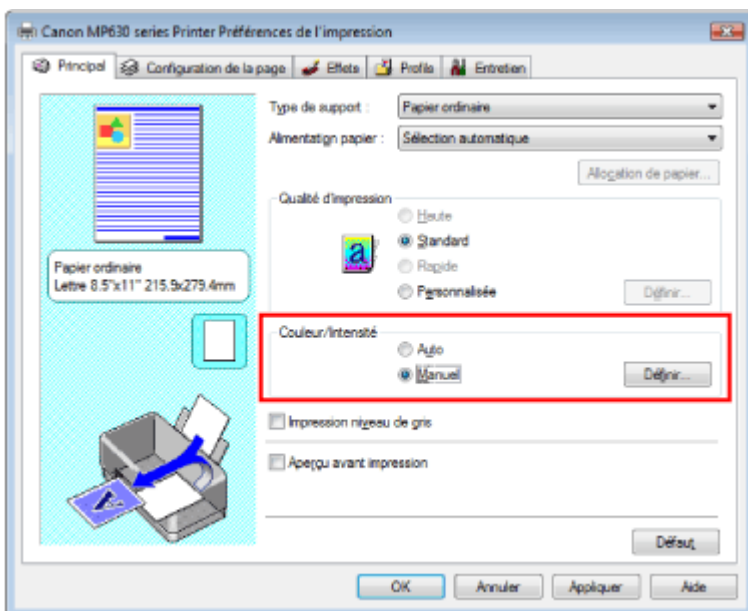 Canon MP630 series Printer Préférences de l'impression
Principal Configuration de la page Effets Profils Entretien
Type de support : Papier ordinaire
Alimentation papier : Sélection automatique
Allocation de papier...
Qualité d'impression
Haute
Standard
Rapide
Personnalisée Définir...
Papier ordinaire
Lettre 8.5"x11" 215.9x279.4mm
Couleur/Intensité
Auto
Manuel Définir...
Impression niveau de gris
Aperçu avant impression
Défaut
OK Annuler Appliquer Aide